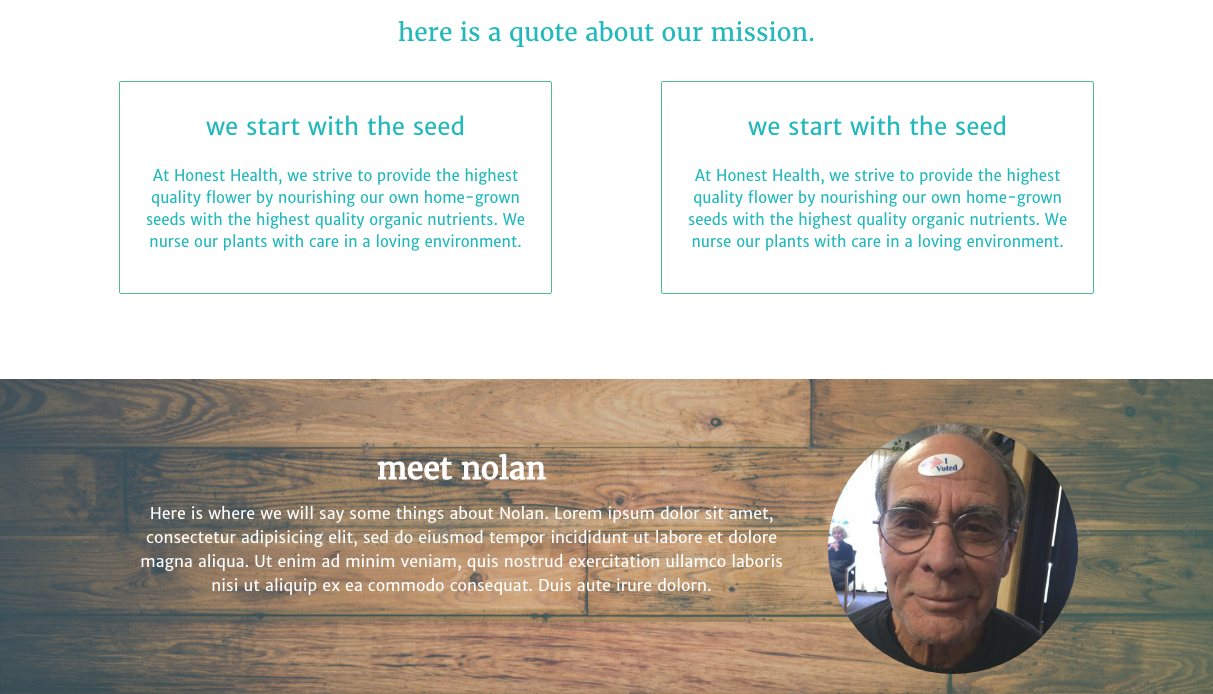 here is a quote about our mission.
we start with the seed
At Honest Health, we strive to provide the highest
quality flower by nourishing our own home-grown
seeds with the highest quality organic nutrients. We
nurse our plants with care in a loving environment.
we start with the seed
At Honest Health, we strive to provide the highest
quality flower by nourishing our own home-grown
seeds with the highest quality organic nutrients. We
nurse our plants with care in a loving environment.
meet nolan
Here is where we will say some things about Nolan. Lorem ipsum dolor sit amet,
consectetur adipisicing elit, sed do eiusmod tempor incididunt ut labore et dolore
magna aliqua. Ut enim ad minim veniam, quis nostrud exercitation ullamco laboris
nisi ut aliquip ex ea commodo consequat. Duis aute irure dolorn.
I
Voted